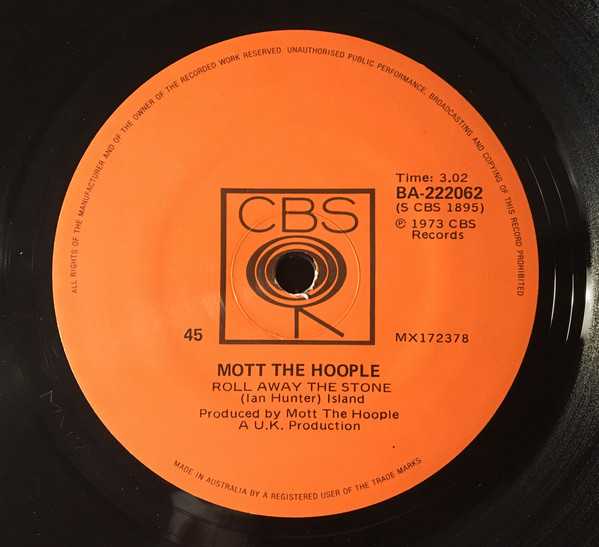 ALL RIGHTS OF THE MANUFACTURER AND OF THE OWNER OF THE RECORDED WORK RESERVED. UNAUTHORISED PUBLIC PERFORMANCE, BROADCASTING AND COPYING OF THIS RECORD PROHIBITED
Time: 3.02
BA-222062
(S CBS 1895)
℗ 1973 CBS
Records
CBS
45
MX172378
MOTT THE HOOPLE
ROLL AWAY THE STONE
(Ian Hunter) Island
Produced by Mott The Hoople
A U.K. Production
MADE IN AUSTRALIA BY A REGISTERED USER OF THE TRADE MARKS